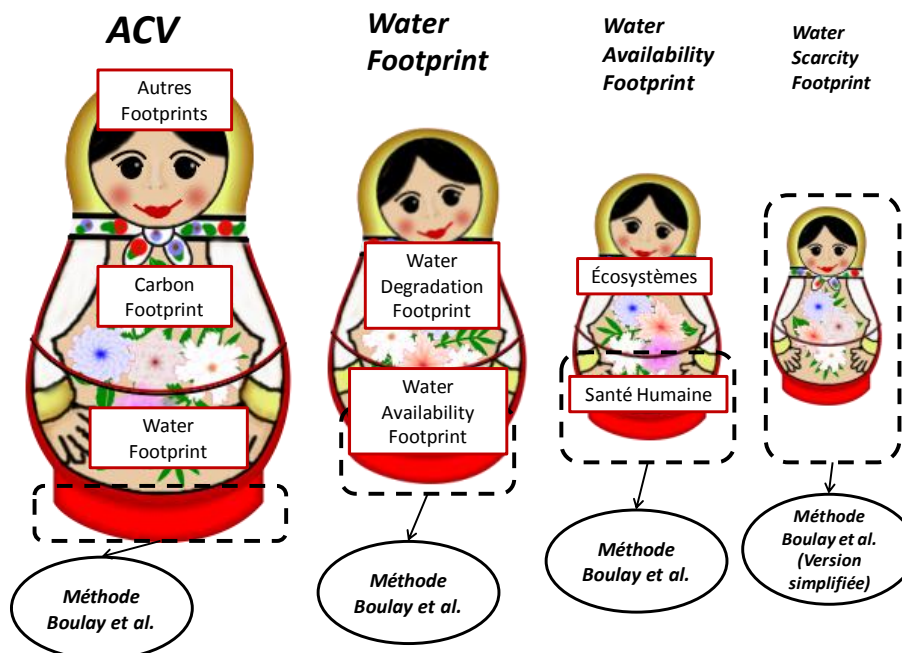 ACV
Autres
Footprints
Carbon
Footprint
Water
Footprint
Méthode
Boulay et al.
Water
Footprint
Water
Degradation
Footprint
Water
Availability
Footprint
Méthode
Boulay et al.
Water
Availability
Footprint
Écosystèmes
Santé Humaine
Méthode
Boulay et al.
Water
Scarcity
Footprint
Méthode
Boulay et al.
(Version
simplifiée)